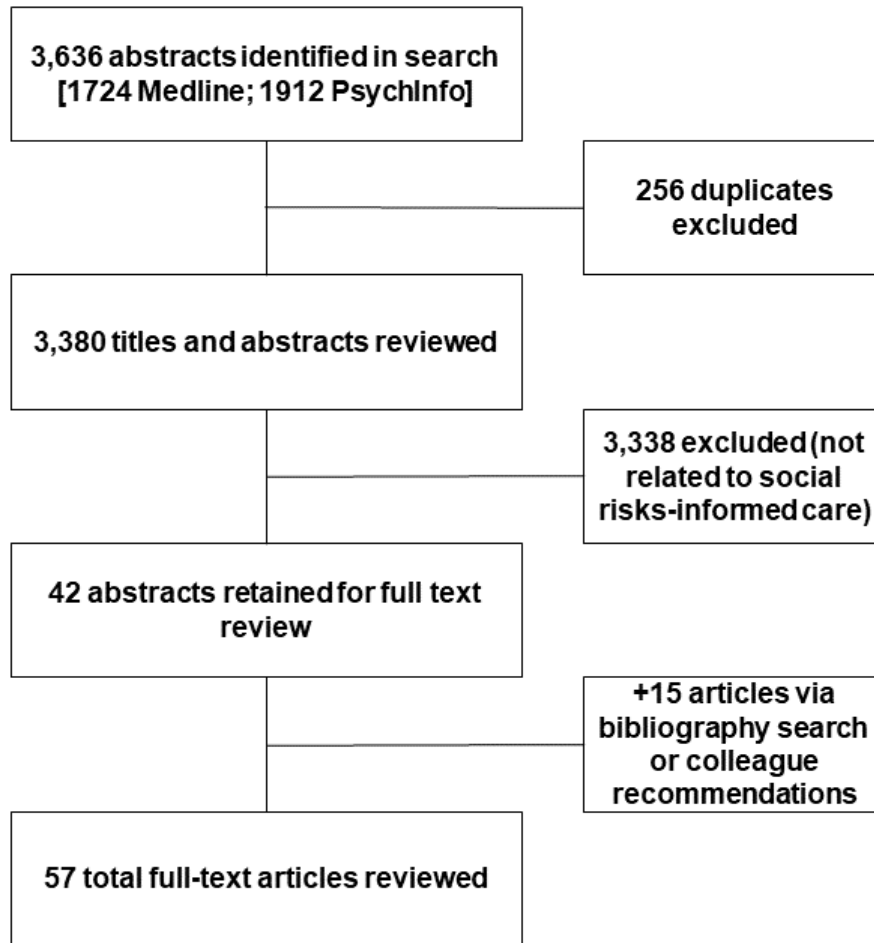 3,636 abstracts identified in search
[1724 Medline; 1912 PsychInfo]
256 duplicates
excluded
3,380 titles and abstracts reviewed
3,338 excluded (not
related to social
risks-informed care)
42 abstracts retained for full text
review
+15 articles via
bibliography search
or colleague
recommendations
57 total full-text articles reviewed